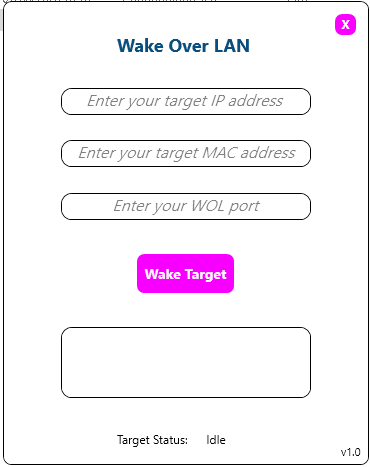 X
Wake Over LAN
Enter your target IP address
Enter your target MAC address
Enter your WOL port
Wake Target
Target Status: Idle
v1.0